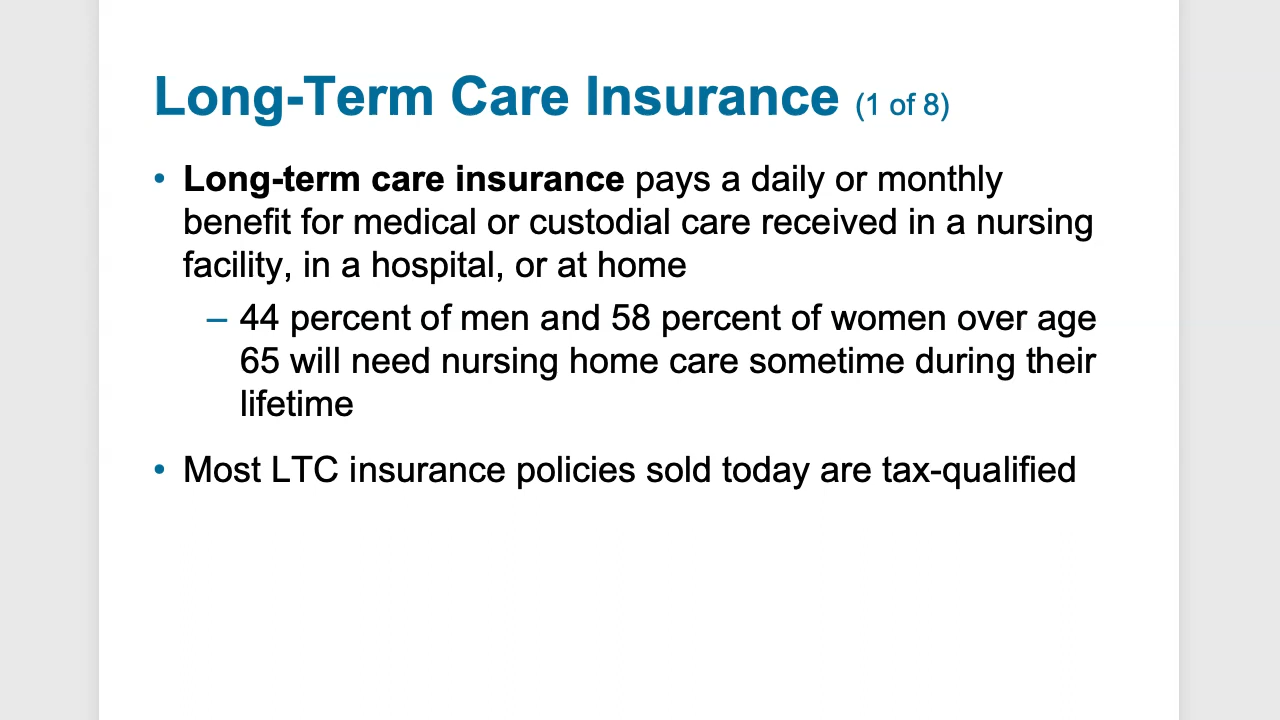 Long-Term Care Insurance (1 of 8)
• Long-term care insurance pays a daily or monthly
benefit for medical or custodial care received in a nursing
facility, in a hospital, or at home
– 44 percent of men and 58 percent of women over age
65 will need nursing home care sometime during their
lifetime
• Most LTC insurance policies sold today are tax-qualified